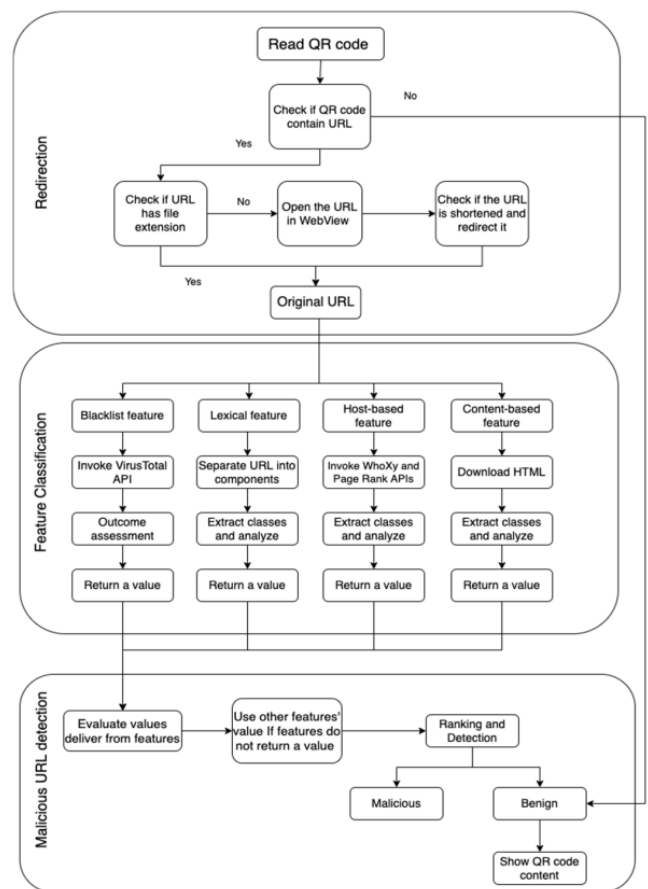 Redirection
Read QR code
Check if QR code
contain URL
No
Yes
Check if URL
has file
extension
No
Open the URL
in WebView
Check if the URL
is shortened and
redirect it
Yes
Original URL
Feature Classification
Blacklist feature
Lexical feature
Host-based
feature
Content-based
feature
Invoke VirusTotal
API
Separate URL into
components
Invoke WhoXy and
Page Rank APIs
Download HTML
Outcome
assessment
Extract classes
and analyze
Extract classes
and analyze
Extract classes
and analyze
Return a value
Return a value
Return a value
Return a value
Malicious URL detection
Evaluate values
deliver from features
Use other features'
value If features do
not return a value
Ranking and
Detection
Malicious
Benign
Show QR code
content